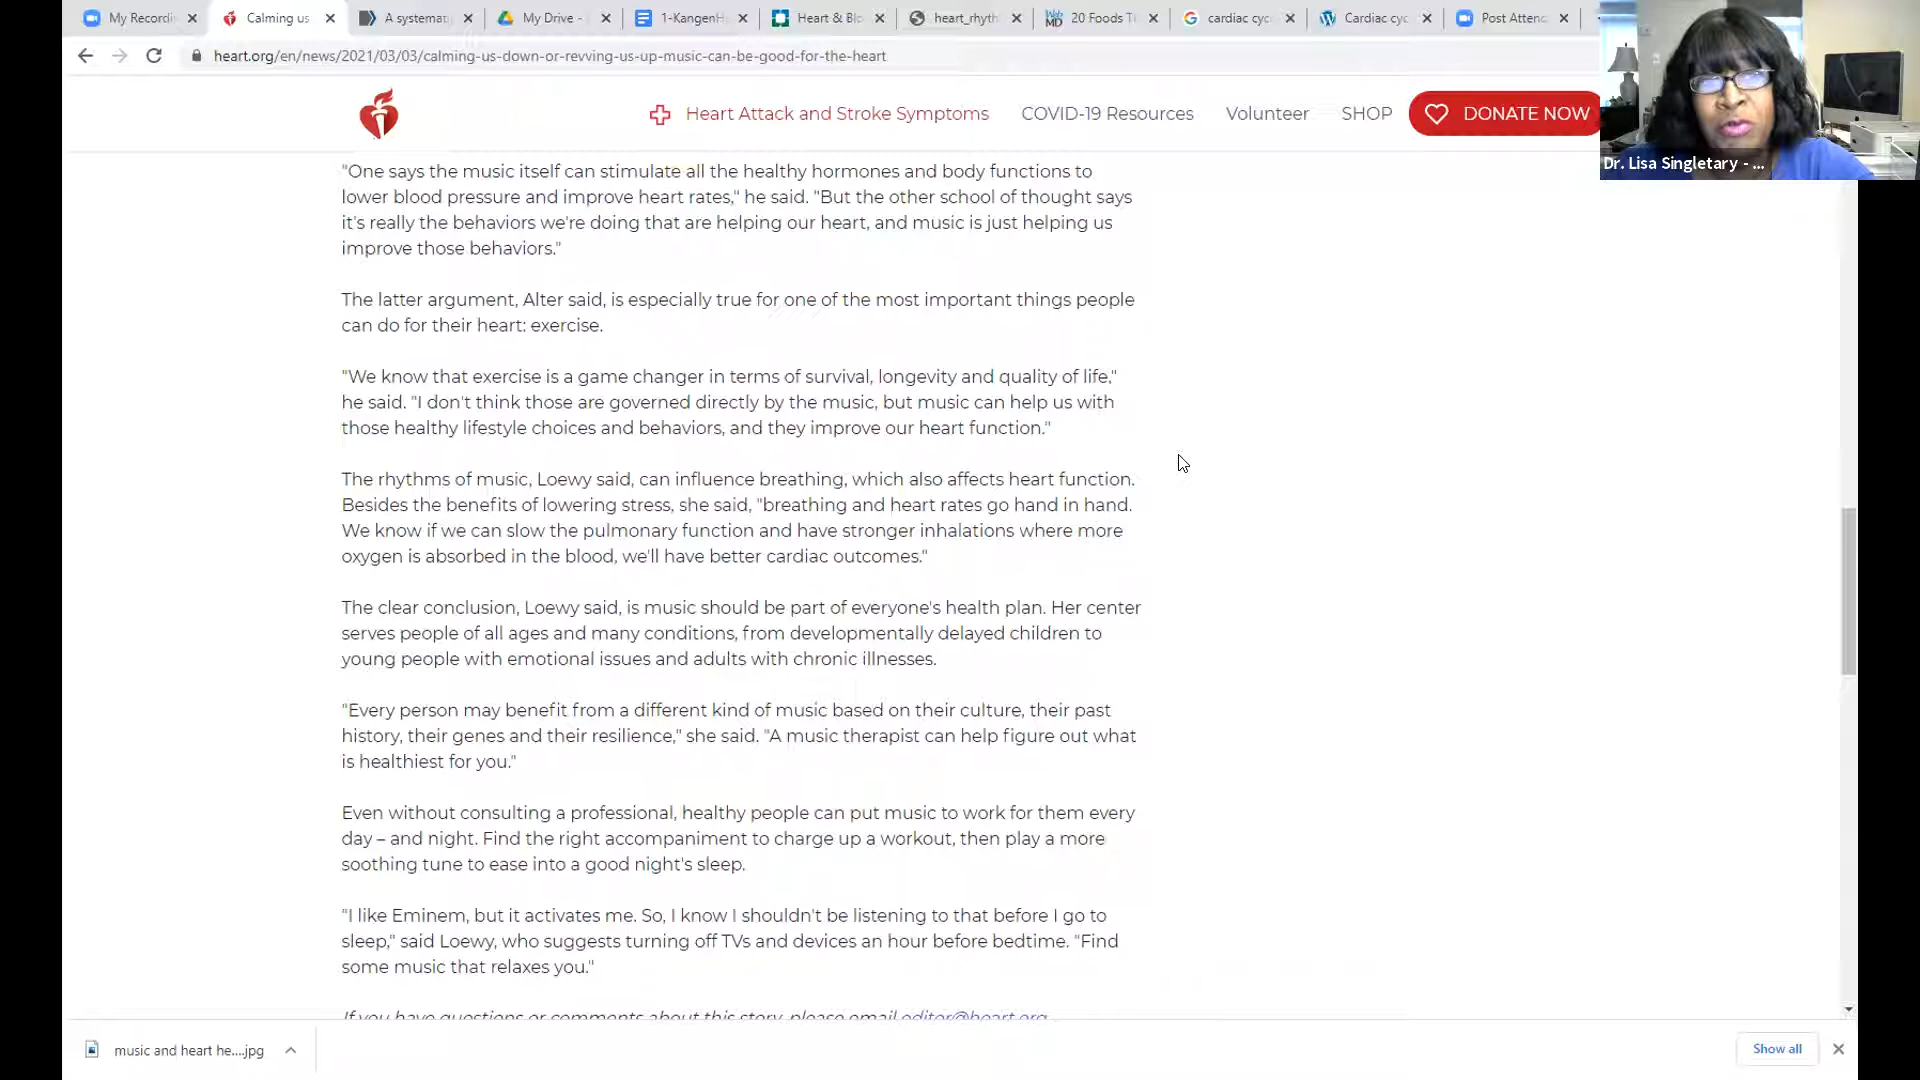 My Recordi
Calming us
A systemat
My Drive -
1-KangenH
Heart & Blo
heart_rhyth
20 Foods T
cardiac cyc
Cardiac cyc
Post Attend
heart.org/en/news/2021/03/03/calming-us-down-or-revving-us-up-music-can-be-good-for-the-heart
Heart Attack and Stroke Symptoms COVID-19 Resources Volunteer SHOP DONATE NOW
Dr. Lisa Singletary - ...
"One says the music itself can stimulate all the healthy hormones and body functions to
lower blood pressure and improve heart rates," he said. "But the other school of thought says
it's really the behaviors we're doing that are helping our heart, and music is just helping us
improve those behaviors."
The latter argument, Alter said, is especially true for one of the most important things people
can do for their heart: exercise.
"We know that exercise is a game changer in terms of survival, longevity and quality of life,"
he said. "I don't think those are governed directly by the music, but music can help us with
those healthy lifestyle choices and behaviors, and they improve our heart function."
The rhythms of music, Loewy said, can influence breathing, which also affects heart function.
Besides the benefits of lowering stress, she said, "breathing and heart rates go hand in hand.
We know if we can slow the pulmonary function and have stronger inhalations where more
oxygen is absorbed in the blood, we'll have better cardiac outcomes."
The clear conclusion, Loewy said, is music should be part of everyone's health plan. Her center
serves people of all ages and many conditions, from developmentally delayed children to
young people with emotional issues and adults with chronic illnesses.
"Every person may benefit from a different kind of music based on their culture, their past
history, their genes and their resilience," she said. "A music therapist can help figure out what
is healthiest for you."
Even without consulting a professional, healthy people can put music to work for them every
day – and night. Find the right accompaniment to charge up a workout, then play a more
soothing tune to ease into a good night's sleep.
"I like Eminem, but it activates me. So, I know I shouldn't be listening to that before I go to
sleep," said Loewy, who suggests turning off TVs and devices an hour before bedtime. "Find
some music that relaxes you."
If you have questions or comments about this story, please email editor@heart.org
music and heart he....jpg
Show all